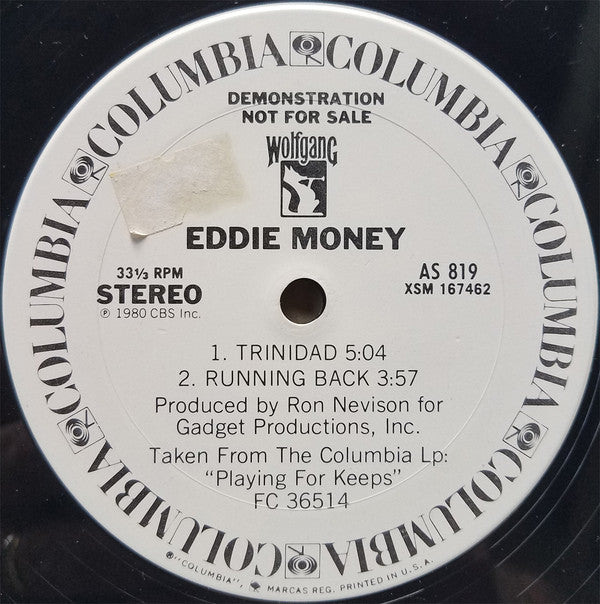 COLUMBIA COLUMBIA COLUMBIA COLUMBIA COLUMBIA COLUMBIA COLUMBIA
DEMONSTRATION
NOT FOR SALE
Wolfgang
EDDIE MONEY
33⅓ RPM
STEREO
℗ 1980 CBS Inc.
AS 819
XSM 167462
1. TRINIDAD 5:04
2. RUNNING BACK 3:57
Produced by Ron Nevison for
Gadget Productions, Inc.
Taken From The Columbia Lp:
“Playing For Keeps”
FC 36514
®“COLUMBIA”, MARCAS REG. PRINTED IN U.S.A.